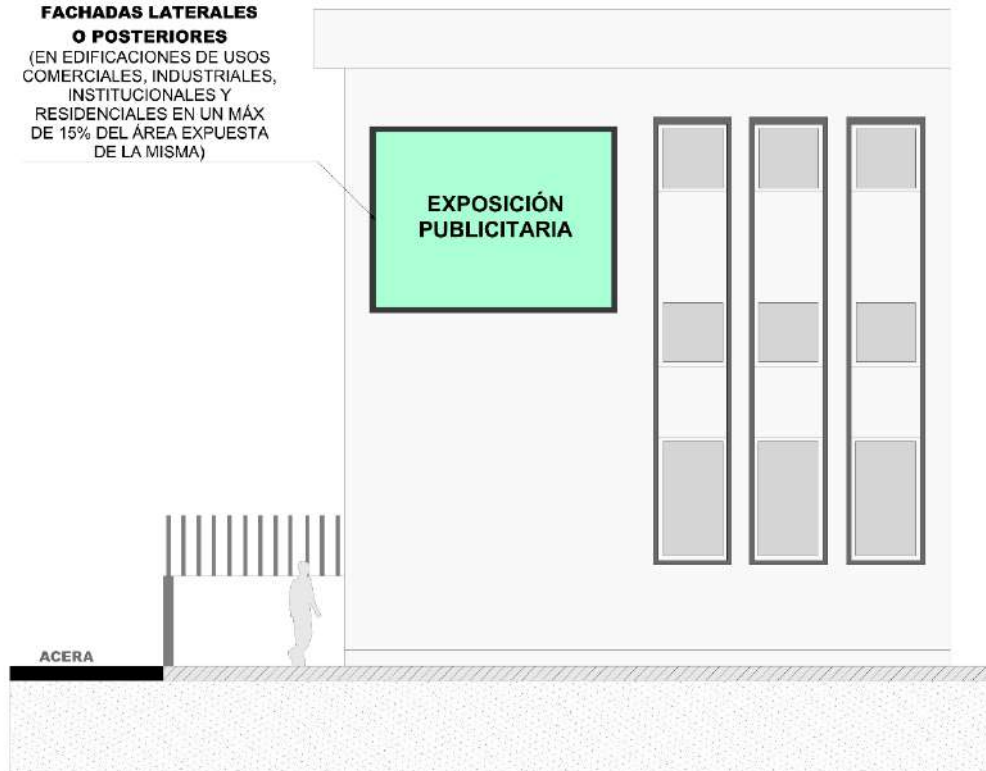 FACHADAS LATERALES
O POSTERIORES
(EN EDIFICACIONES DE USOS
COMERCIALES, INDUSTRIALES,
INSTITUCIONALES Y
RESIDENCIALES EN UN MÁX
DE 15% DEL ÁREA EXPUESTA
DE LA MISMA)
EXPOSICIÓN
PUBLICITARIA
ACERA